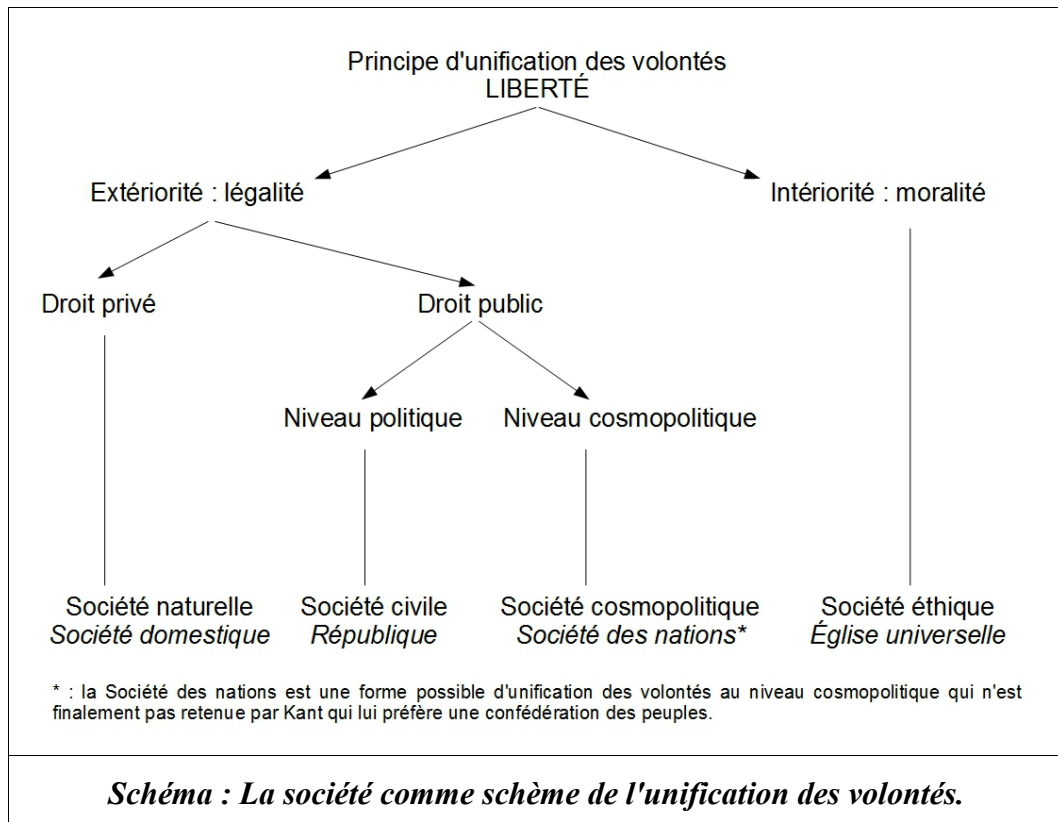 Principe d'unification des volontés
LIBERTÉ
Extériorité : légalité
Intériorité : moralité
Droit privé
Droit public
Niveau politique
Niveau cosmopolitique
Société naturelle
Société domestique
Société civile
République
Société cosmopolitique
Société des nations*
Société éthique
Église universelle
* : la Société des nations est une forme possible d'unification des volontés au niveau cosmopolitique qui n'est
finalement pas retenue par Kant qui lui préfère une confédération des peuples.
Schéma : La société comme schème de l'unification des volontés.